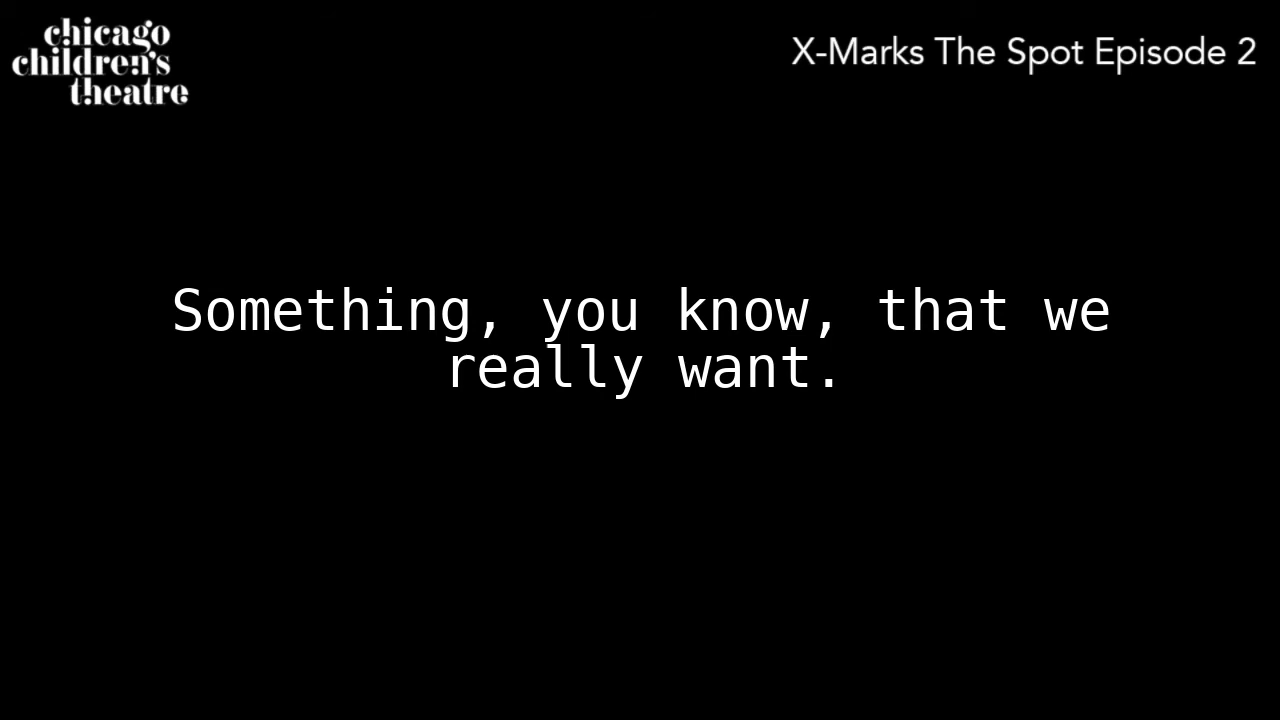 chicago
children's
theatre
X-Marks The Spot Episode 2
Something, you know, that we
really want.